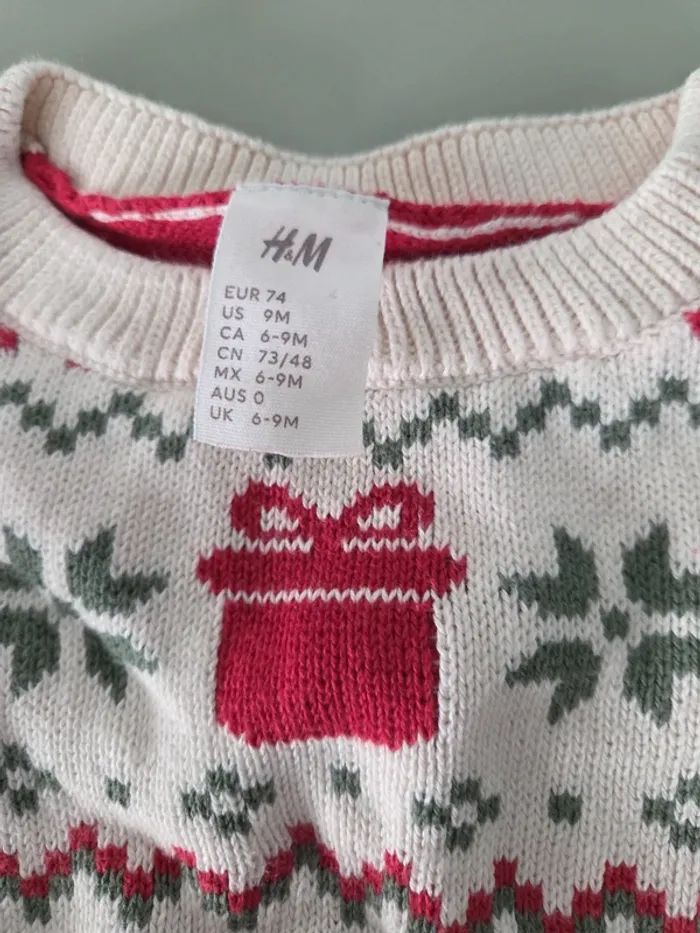 H&M
EUR 74
US 9M
CA 6-9M
CN 73/48
MX 6-9M
AUS 0
UK 6-9M